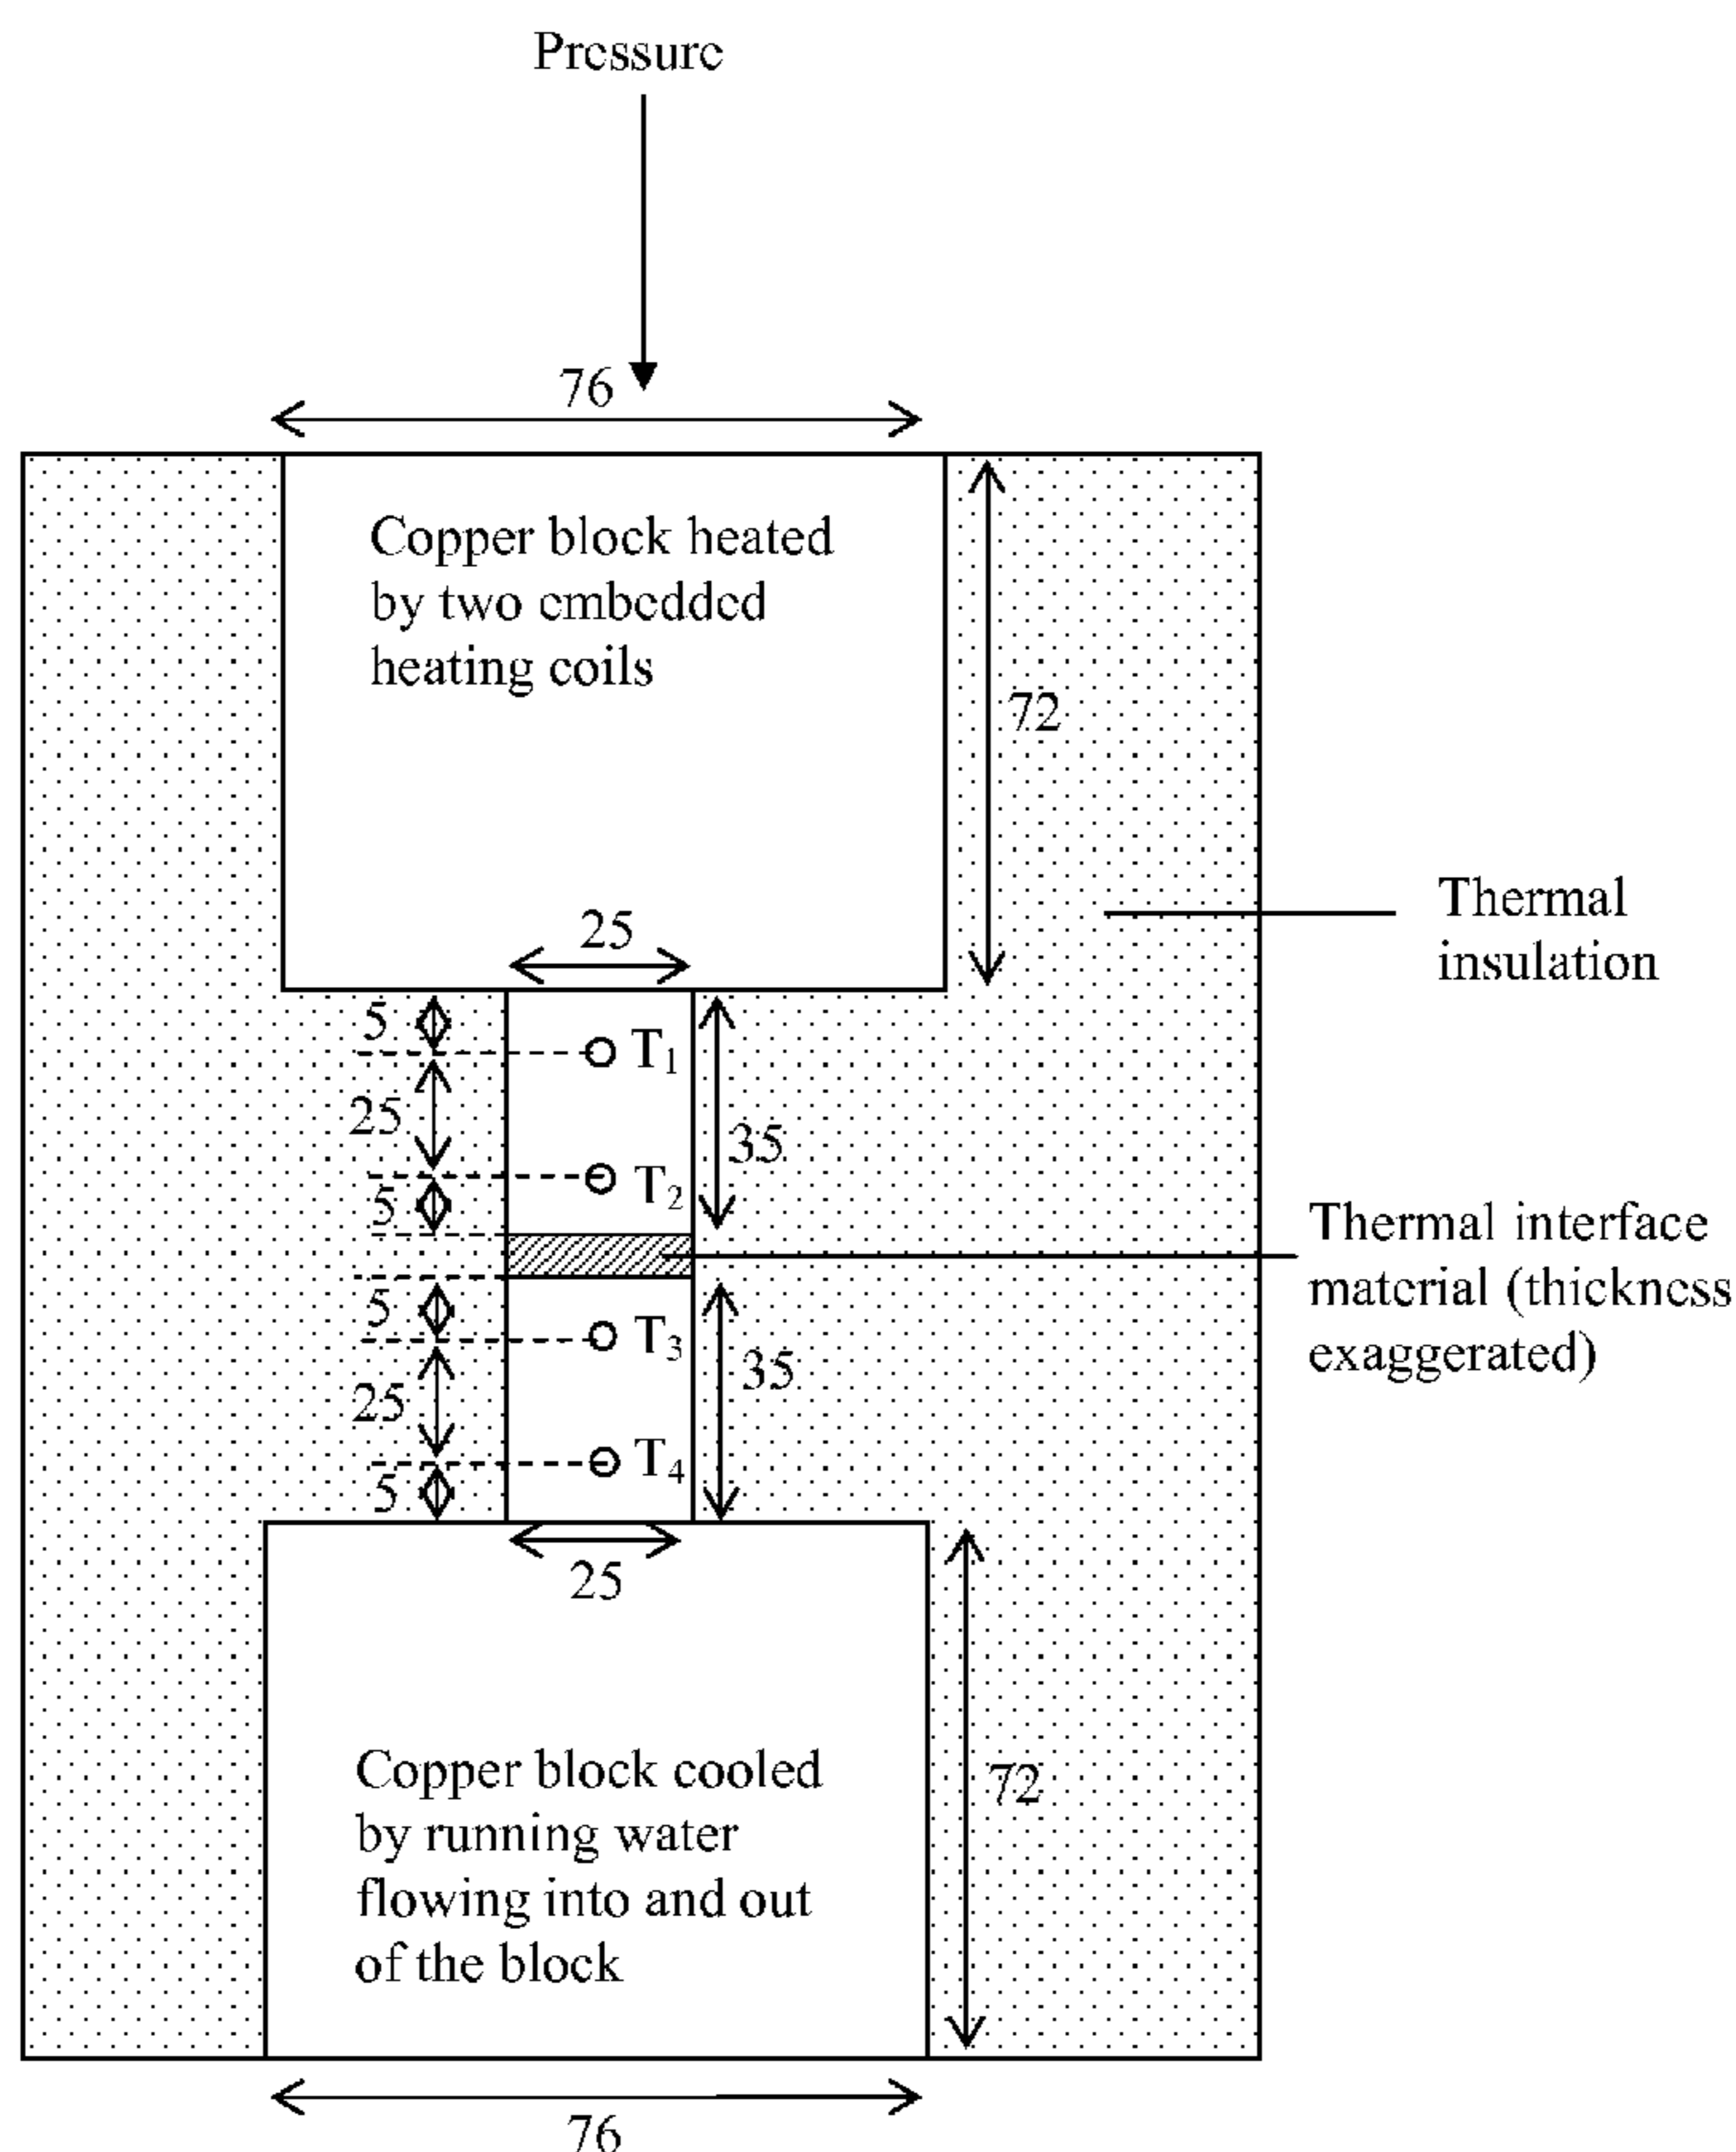 Pressure
76
Copper block heated
by two embedded
heating coils
72
Thermal
insulation
25
5
T1
25
35
T2
5
Thermal interface
material (thickness
exaggerated)
5
T3
35
25
T4
5
25
Copper block cooled
by running water
flowing into and out
of the block
72
76